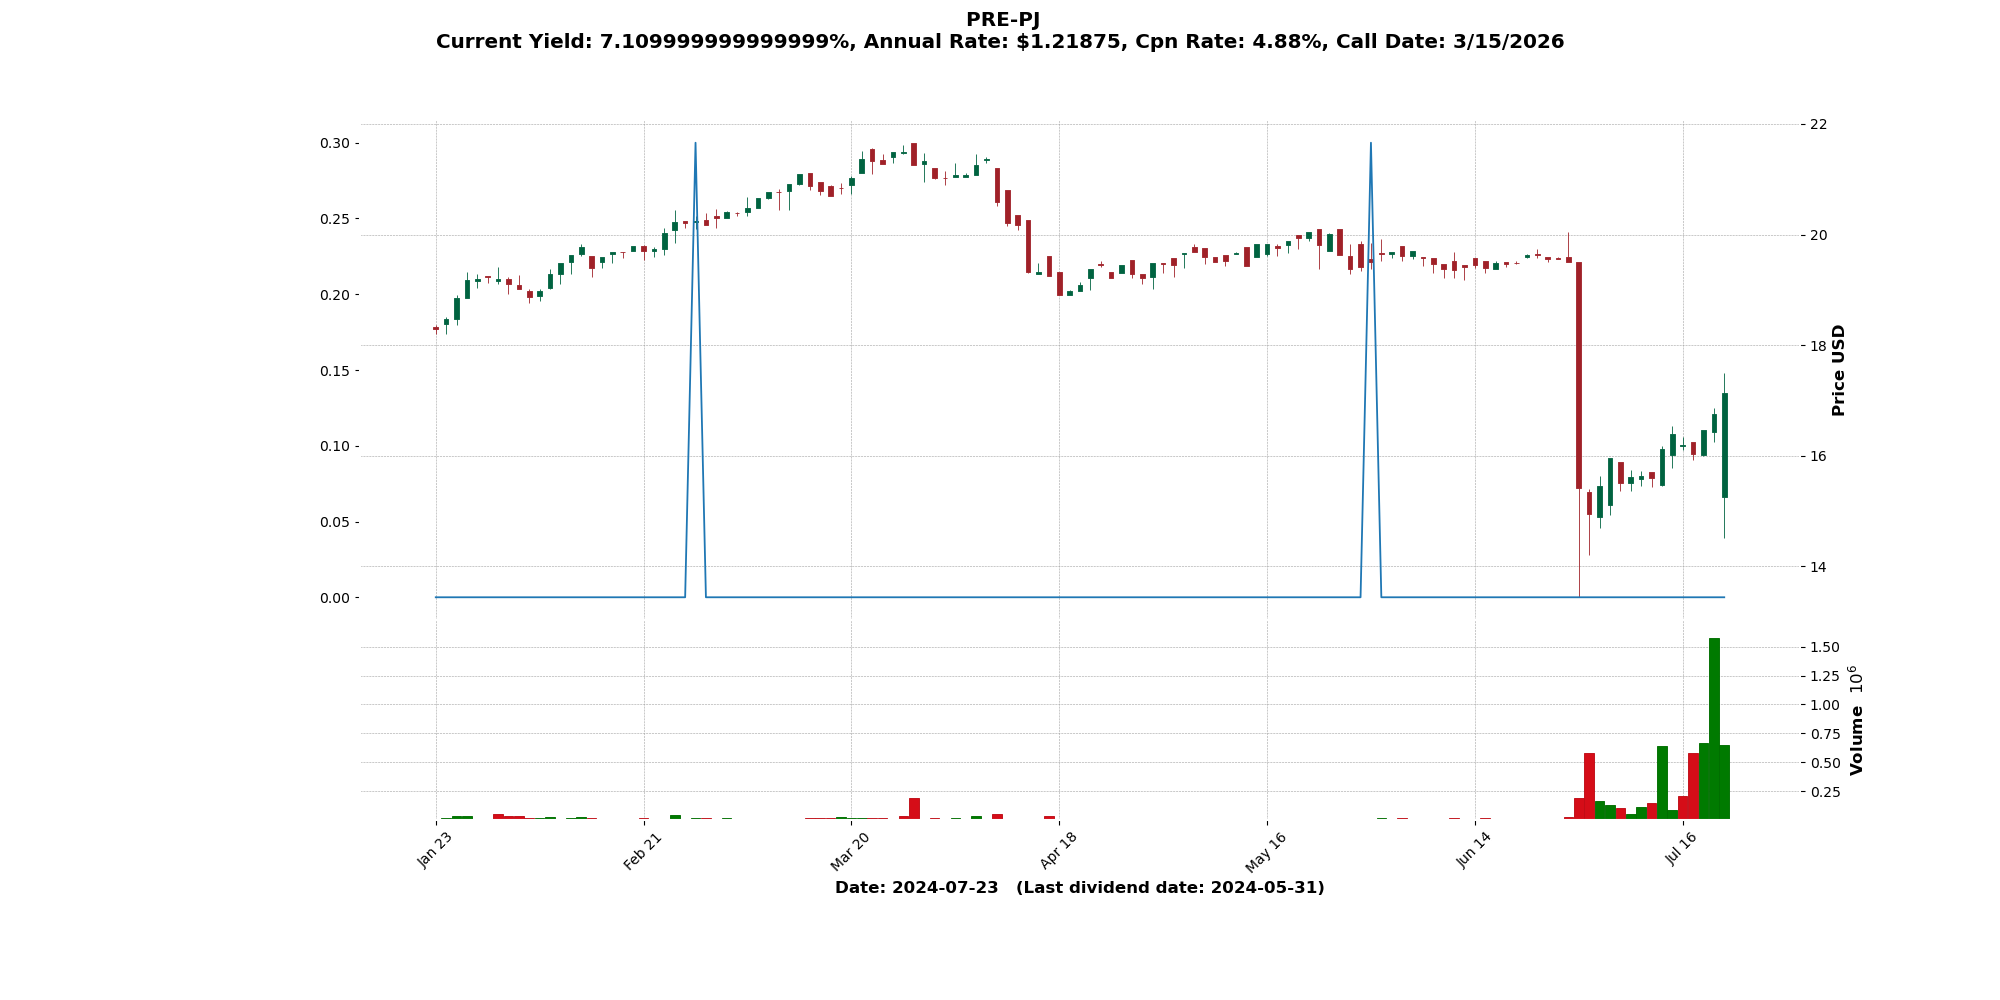 PRE-PJ
Current Yield: 7.109999999999999%, Annual Rate: $1.21875, Cpn Rate: 4.88%, Call Date: 3/15/2026
0.30
0.25
0.20
0.15
0.10
0.05
0.00
22
20
18
16
14
Price USD
1.50
1.25
1.00
0.75
0.50
0.25
Volume 10^6
Jan 23
Feb 21
Mar 20
Apr 18
May 16
Jun 14
Jul 16
Date: 2024-07-23 (Last dividend date: 2024-05-31)